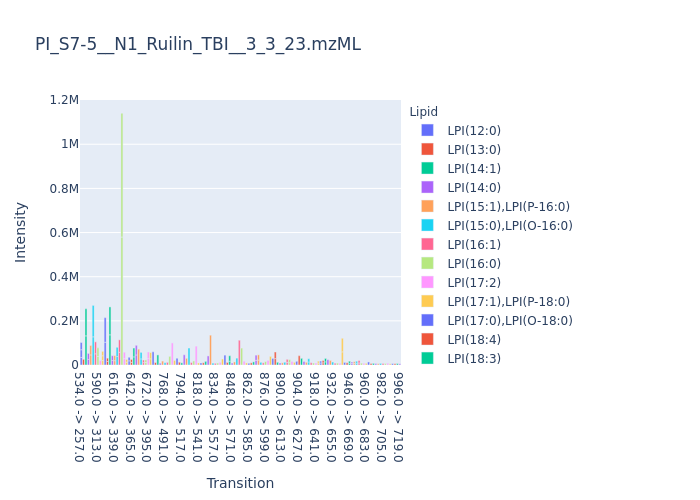 PI_S7-5__N1_Ruilin_TBI__3_3_23.mzML
Intensity
1.2M
1M
0.8M
0.6M
0.4M
0.2M
0
534.0 -> 257.0
590.0 -> 313.0
616.0 -> 339.0
642.0 -> 365.0
672.0 -> 395.0
768.0 -> 491.0
794.0 -> 517.0
818.0 -> 541.0
834.0 -> 557.0
848.0 -> 571.0
862.0 -> 585.0
876.0 -> 599.0
890.0 -> 613.0
904.0 -> 627.0
918.0 -> 641.0
932.0 -> 655.0
946.0 -> 669.0
960.0 -> 683.0
982.0 -> 705.0
996.0 -> 719.0
Transition
Lipid
LPI(12:0)
LPI(13:0)
LPI(14:1)
LPI(14:0)
LPI(15:1),LPI(P-16:0)
LPI(15:0),LPI(O-16:0)
LPI(16:1)
LPI(16:0)
LPI(17:2)
LPI(17:1),LPI(P-18:0)
LPI(17:0),LPI(O-18:0)
LPI(18:4)
LPI(18:3)